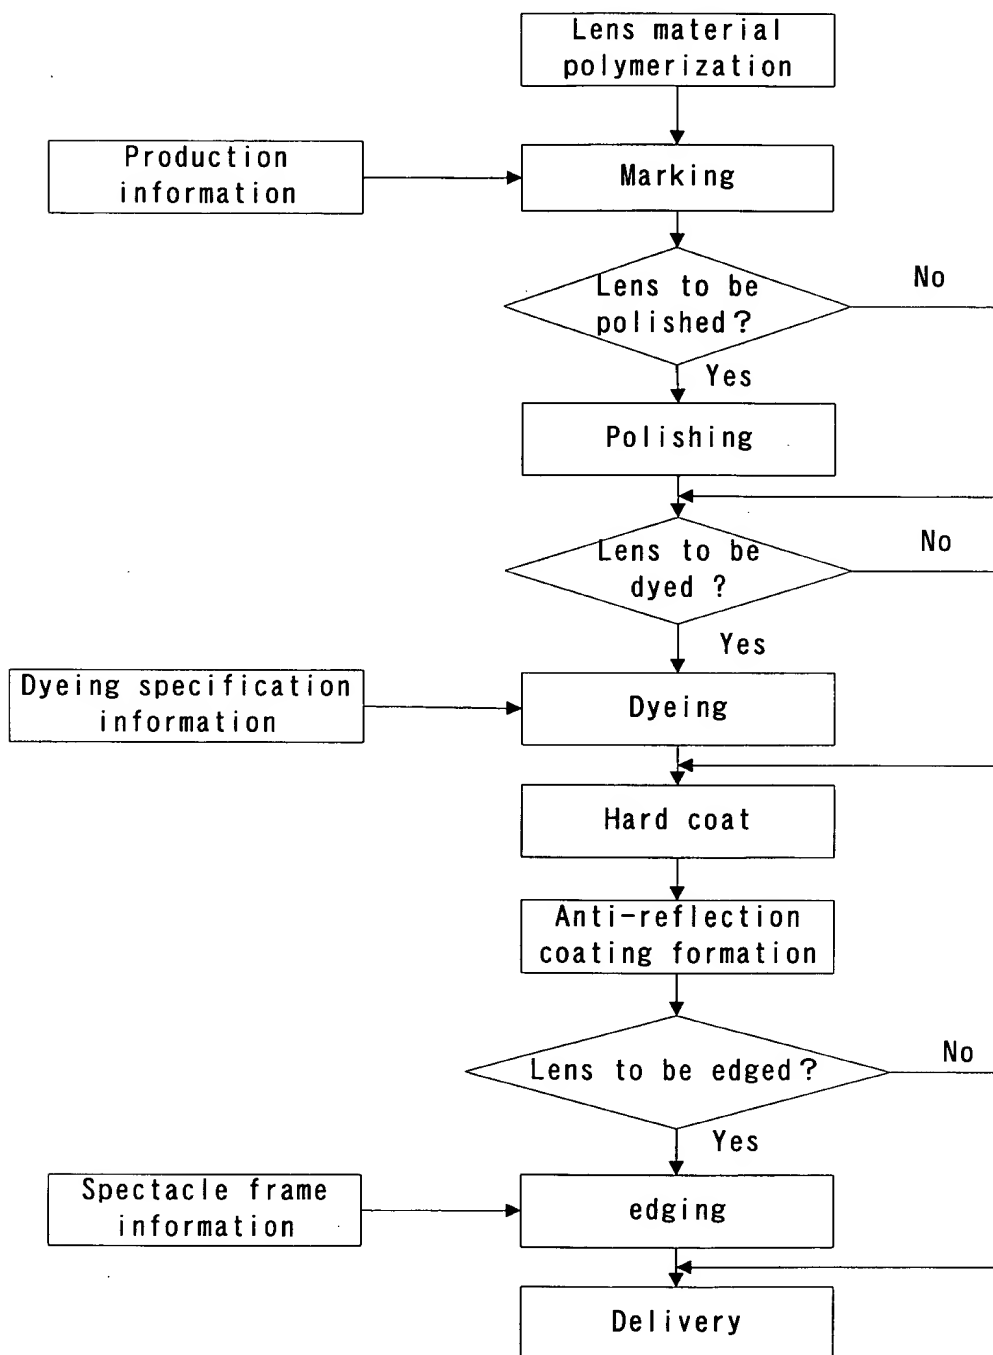 Lens material
polymerization
Production
information
Marking
Lens to be
polished?
No
Yes
Polishing
Lens to be
dyed ?
No
Yes
Dyeing specification
information
Dyeing
Hard coat
Anti-reflection
coating formation
Lens to be edged?
No
Yes
Spectacle frame
information
edging
Delivery